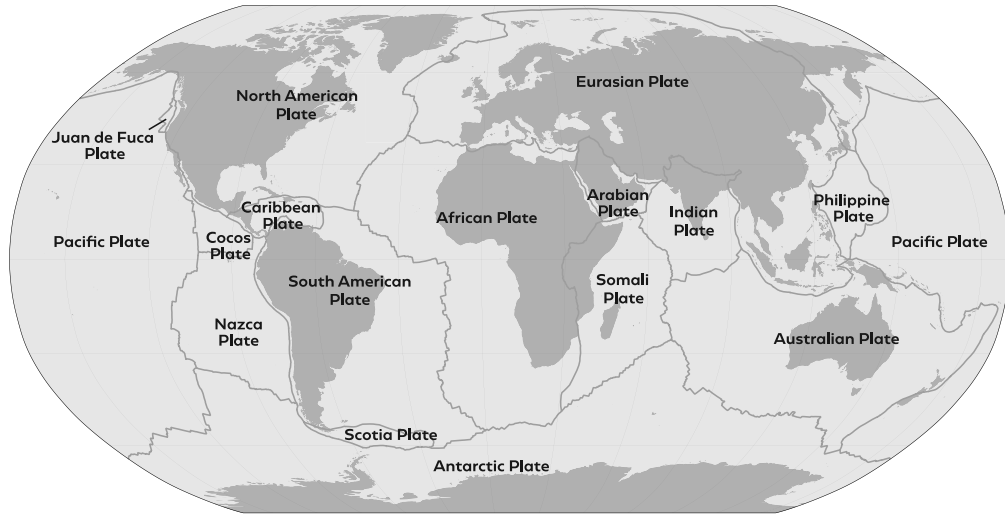 North American
Plate
Eurasian Plate
Juan de Fuca
Plate
Caribbean
Plate
African Plate
Arabian
Plate
Indian
Plate
Philippine
Plate
Pacific Plate
Cocos
Plate
Pacific Plate
South American
Plate
Somali
Plate
Nazca
Plate
Australian Plate
Scotia Plate
Antarctic Plate